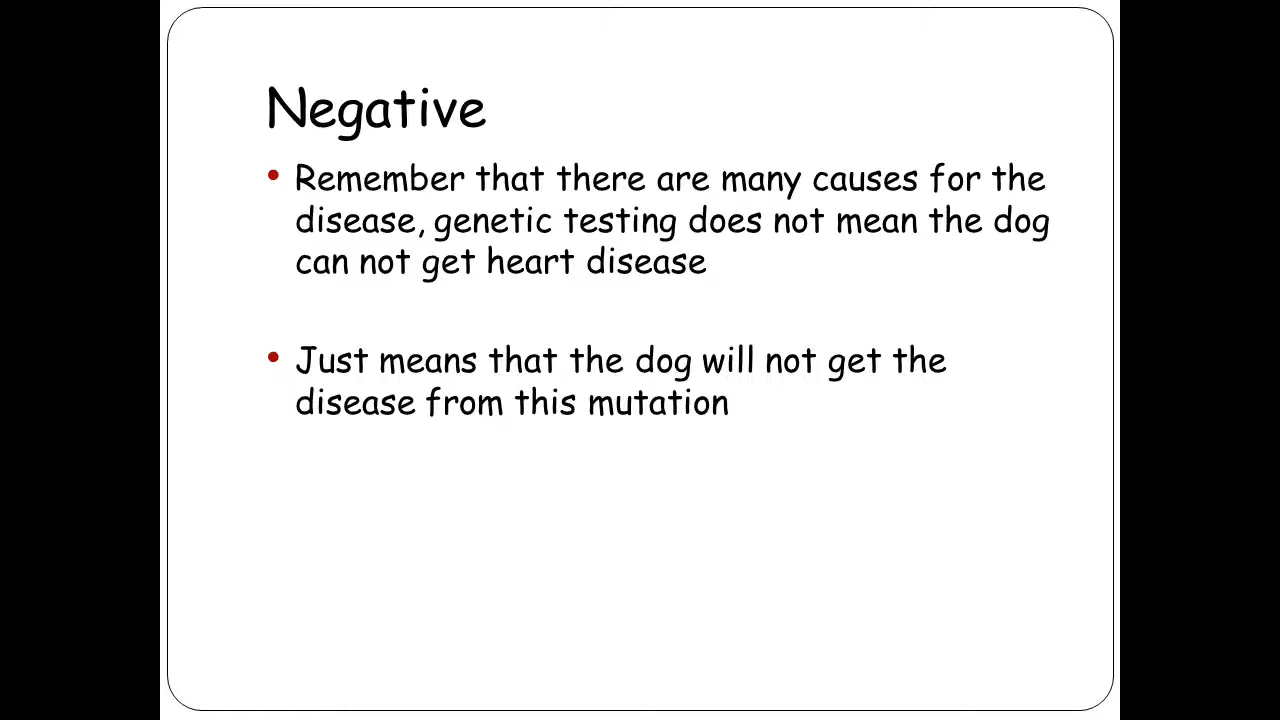 Negative
• Remember that there are many causes for the
disease, genetic testing does not mean the dog
can not get heart disease
• Just means that the dog will not get the
disease from this mutation